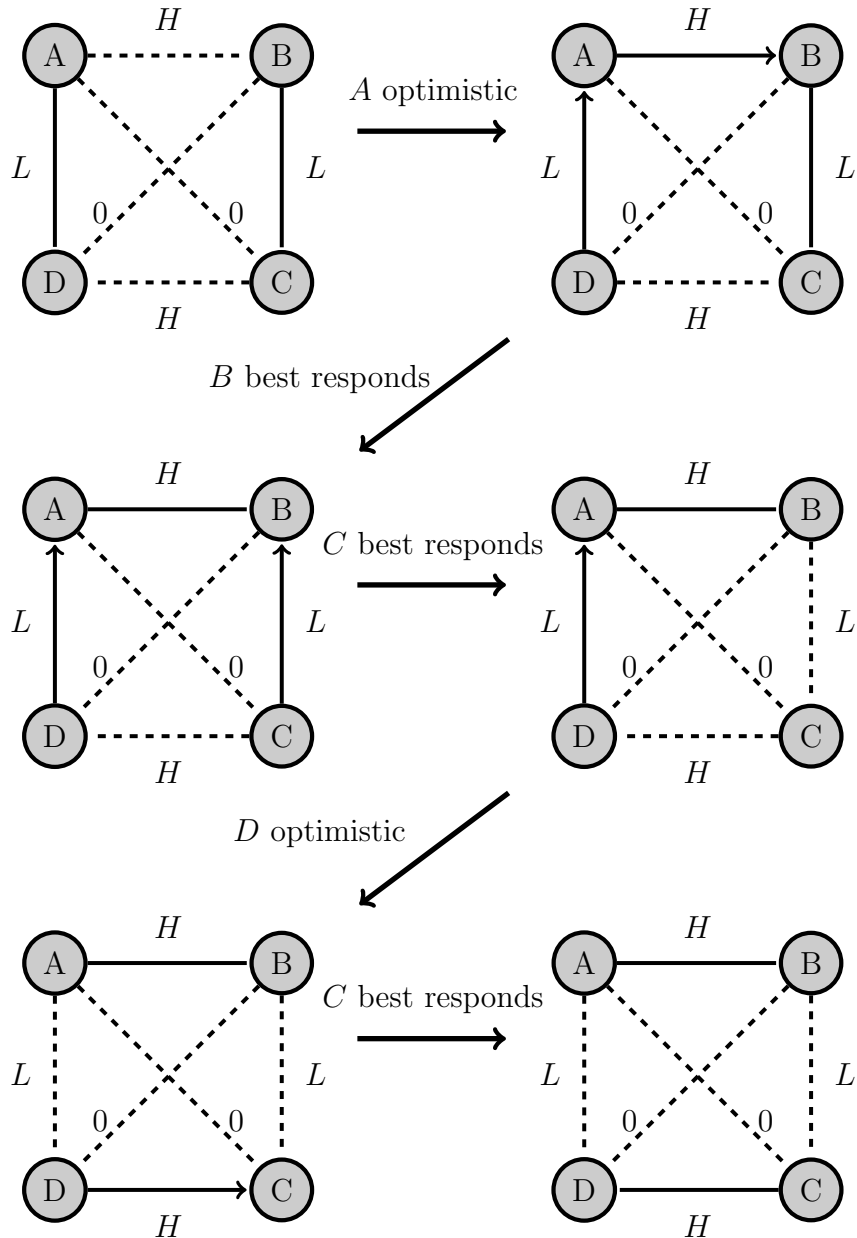 H
A B
L L
0 0
D C
H
A optimistic
H
A B
L L
0 0
D C
H
B best responds
H
A B
L L
0 0
D C
H
C best responds
H
A B
L L
0 0
D C
H
D optimistic
H
A B
L L
0 0
D C
H
C best responds
H
A B
L L
0 0
D C
H